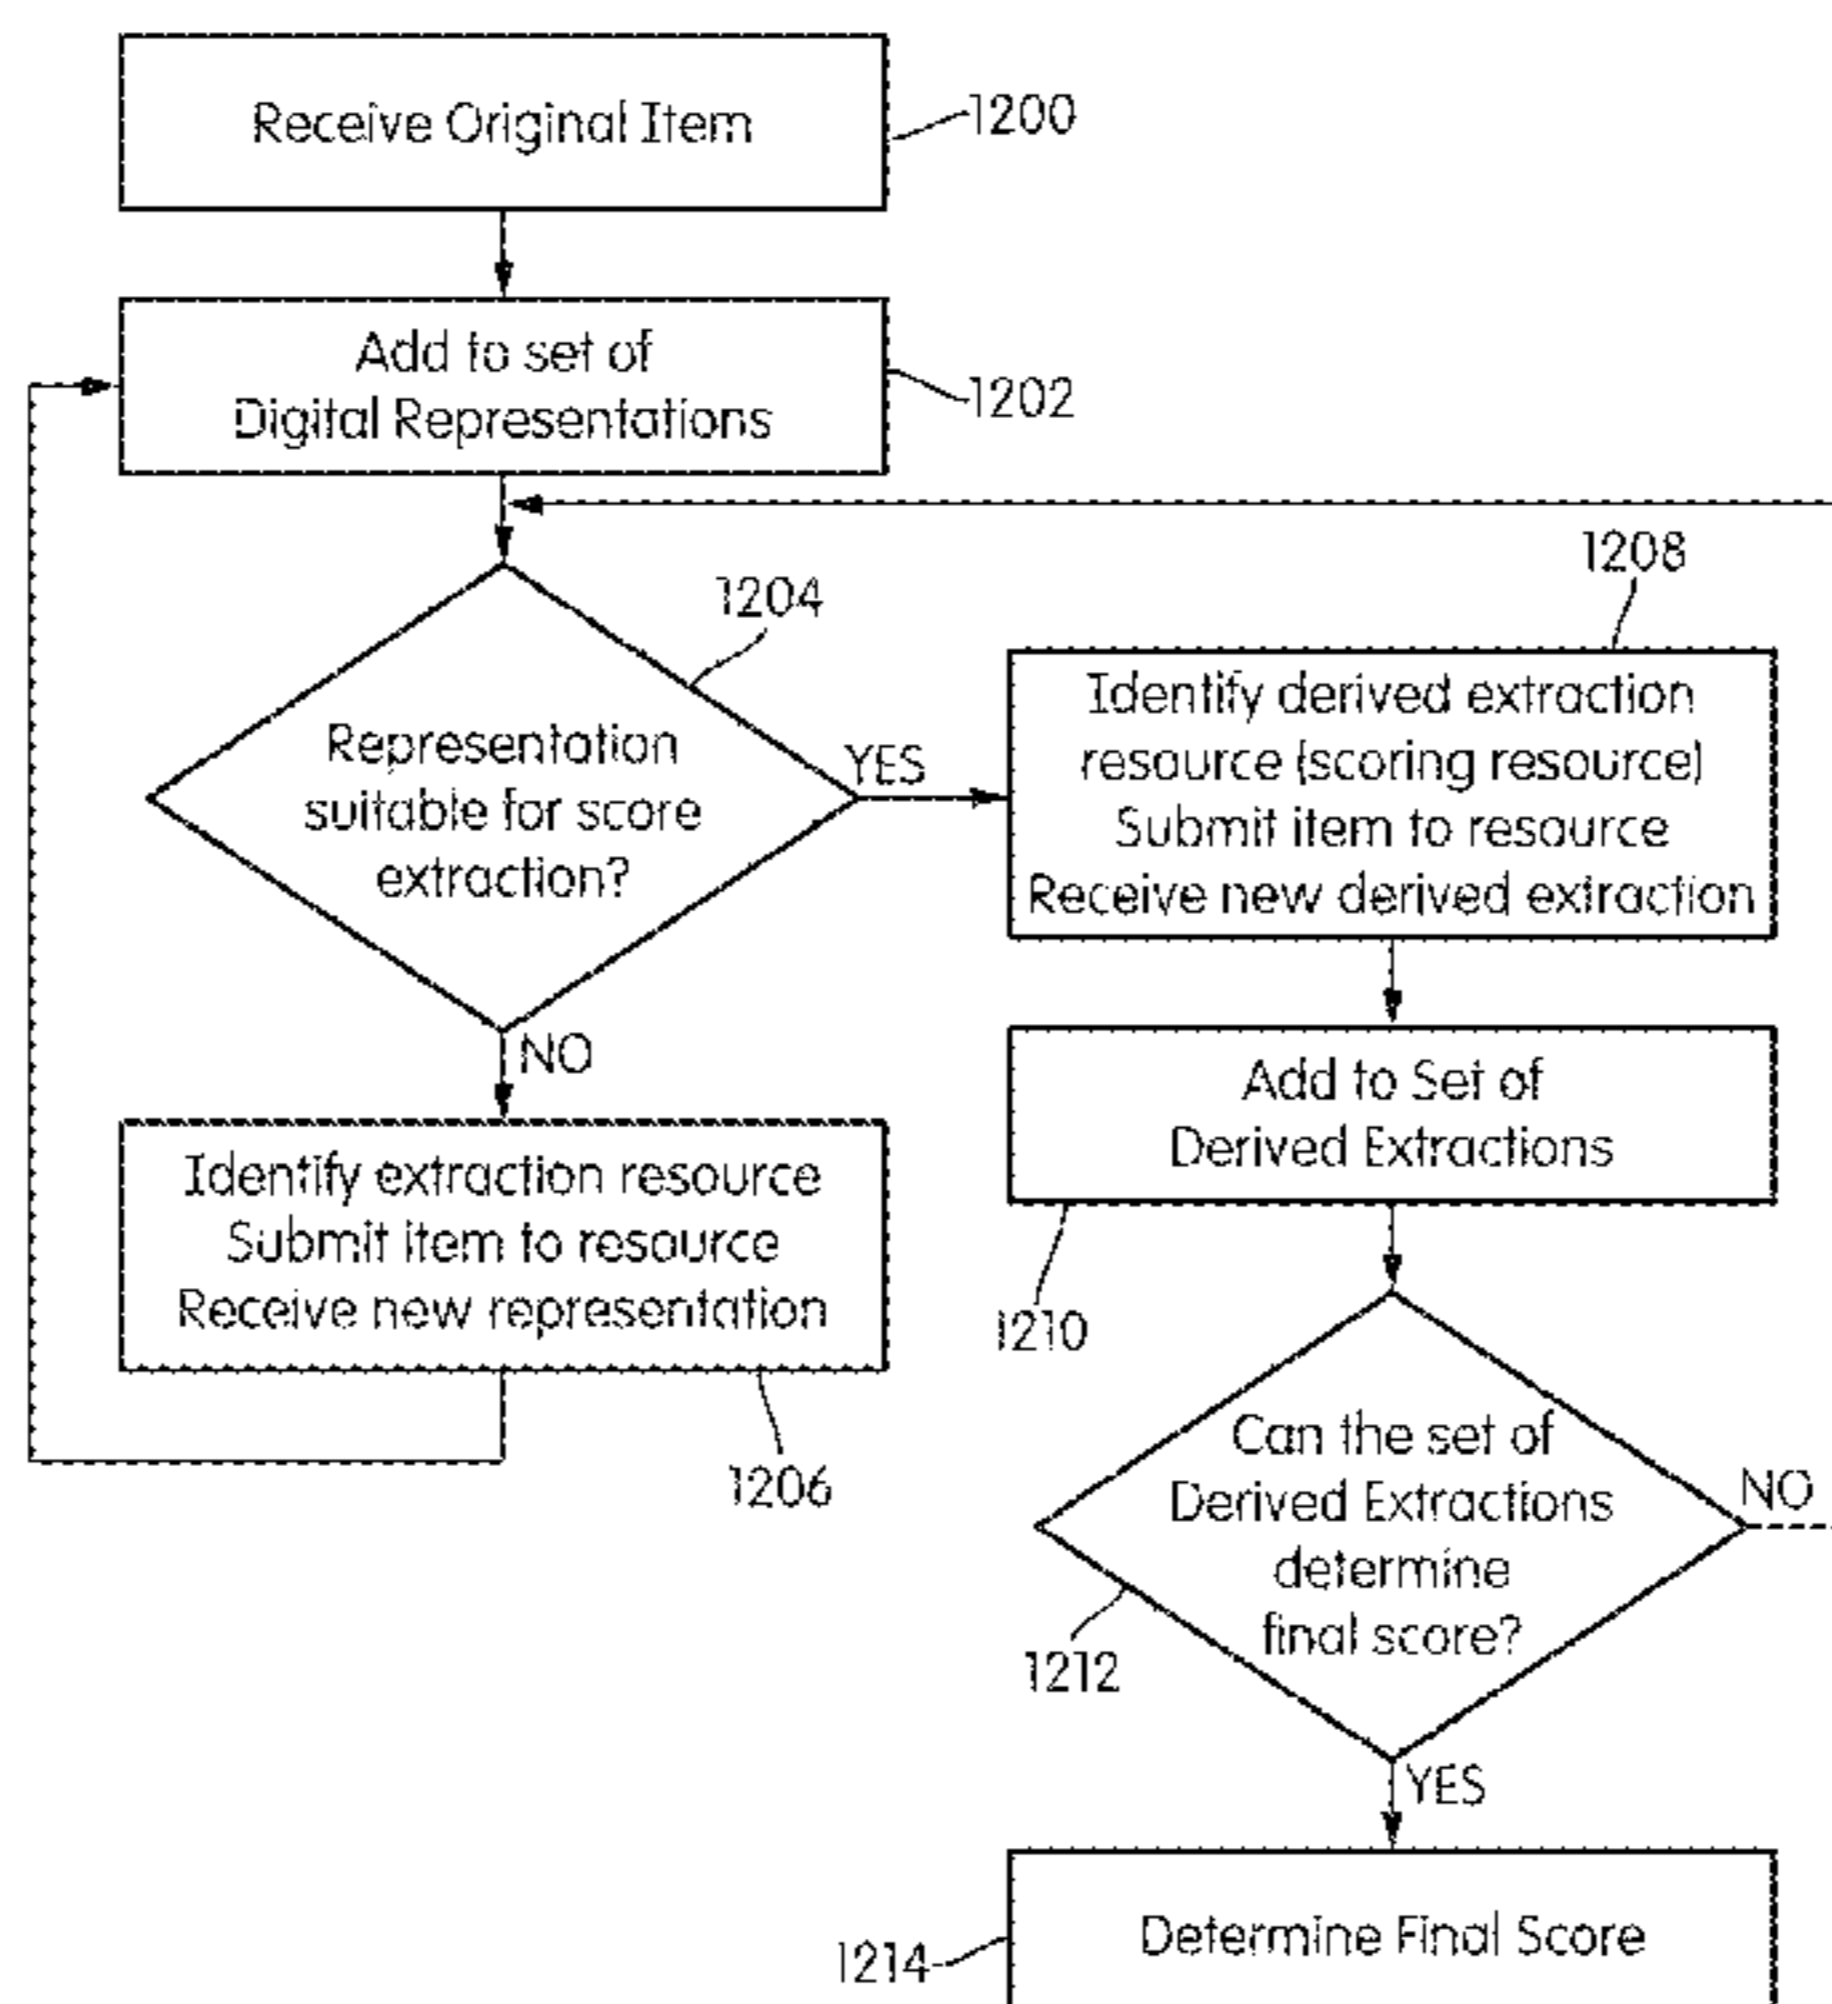 Receive Original Item
1200
Add to set of
Digital Representations
1202
1204
Representation
suitable for score
extraction?
YES
NO
1208
Identify derived extraction
resource (scoring resource)
Submit item to resource
Receive new derived extraction
Identify extraction resource
Submit item to resource
Receive new representation
1206
Add to Set of
Derived Extractions
1210
Can the set of
Derived Extractions
determine
final score?
NO
1212
YES
Determine Final Score
1214